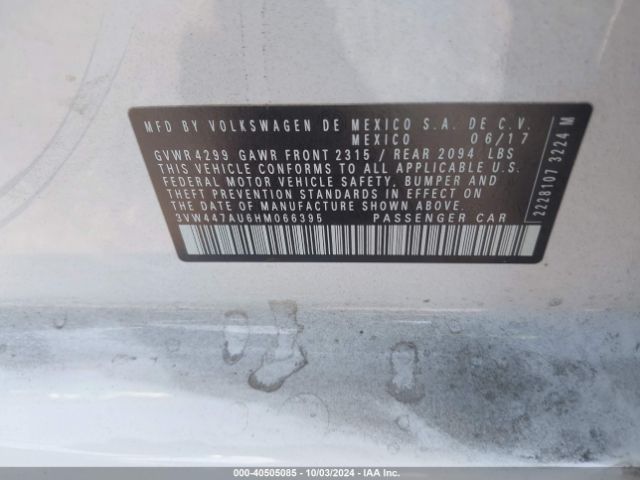 MFD BY VOLKSWAGEN DE MEXICO S.A. DE C.V.
MEXICO 06/17
GVWR 4299 GAWR FRONT 2315 / REAR 2094 LBS
THIS VEHICLE CONFORMS TO ALL APPLICABLE U.S.
FEDERAL MOTOR VEHICLE SAFETY, BUMPER AND
THEFT PREVENTION STANDARDS IN EFFECT ON
THE DATE OF MANUFACTURE SHOWN ABOVE.
3VW447AU6HM066395 PASSENGER CAR
2228107 3224 M
000-40505085 - 10/03/2024 - IAAI.COM